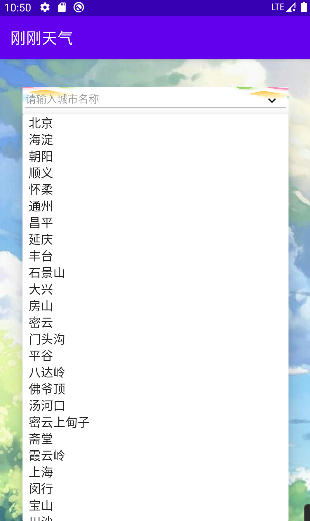 10:50
LTE
刚刚天气
请输入城市名称
北京
海淀
朝阳
顺义
怀柔
通州
昌平
延庆
丰台
石景山
大兴
房山
密云
门头沟
平谷
八达岭
佛爷顶
汤河口
密云上甸子
斋堂
霞云岭
上海
闵行
宝山